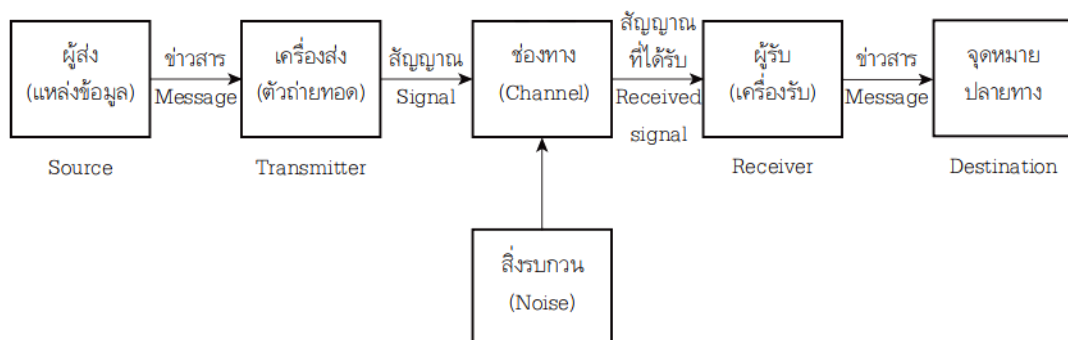 ผู้ส่ง
(แหล่งข้อมูล)
Source
ข่าวสาร
Message
เครื่องส่ง
(ตัวถ่ายทอด)
Transmitter
สัญญาณ
Signal
ช่องทาง
(Channel)
สัญญาณ
ที่ได้รับ
Received
signal
ผู้รับ
(เครื่องรับ)
Receiver
ข่าวสาร
Message
จุดหมาย
ปลายทาง
Destination
สิ่งรบกวน
(Noise)